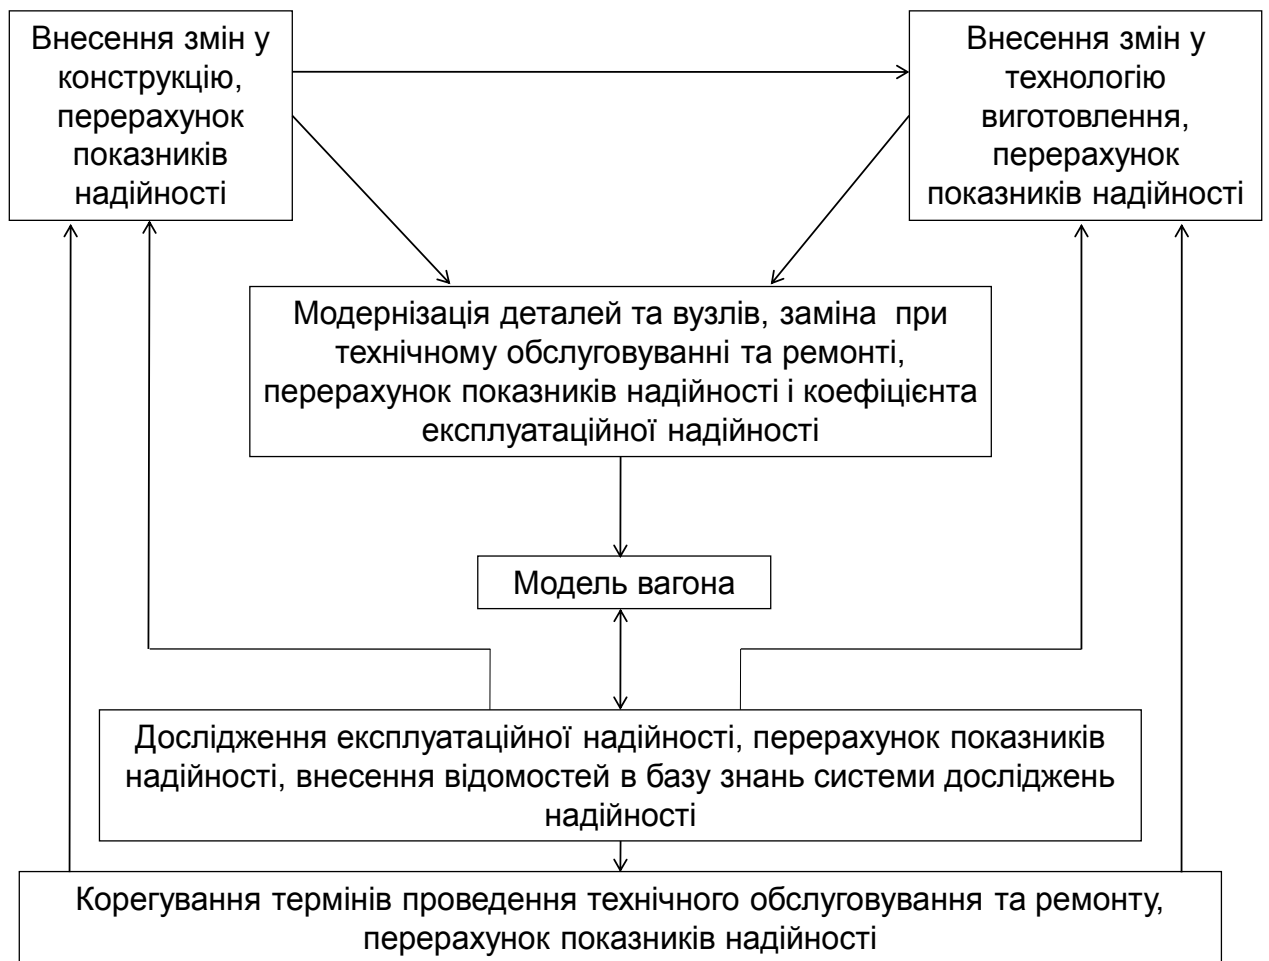 Внесення змін у
конструкцію,
перерахунок
показників
надійності
Внесення змін у
технологію
виготовлення,
перерахунок
показників надійності
Модернізація деталей та вузлів, заміна при
технічному обслуговуванні та ремонті,
перерахунок показників надійності і коефіцієнта
експлуатаційної надійності
Модель вагона
Дослідження експлуатаційної надійності, перерахунок показників
надійності, внесення відомостей в базу знань системи досліджень
надійності
Корегування термінів проведення технічного обслуговування та ремонту,
перерахунок показників надійності